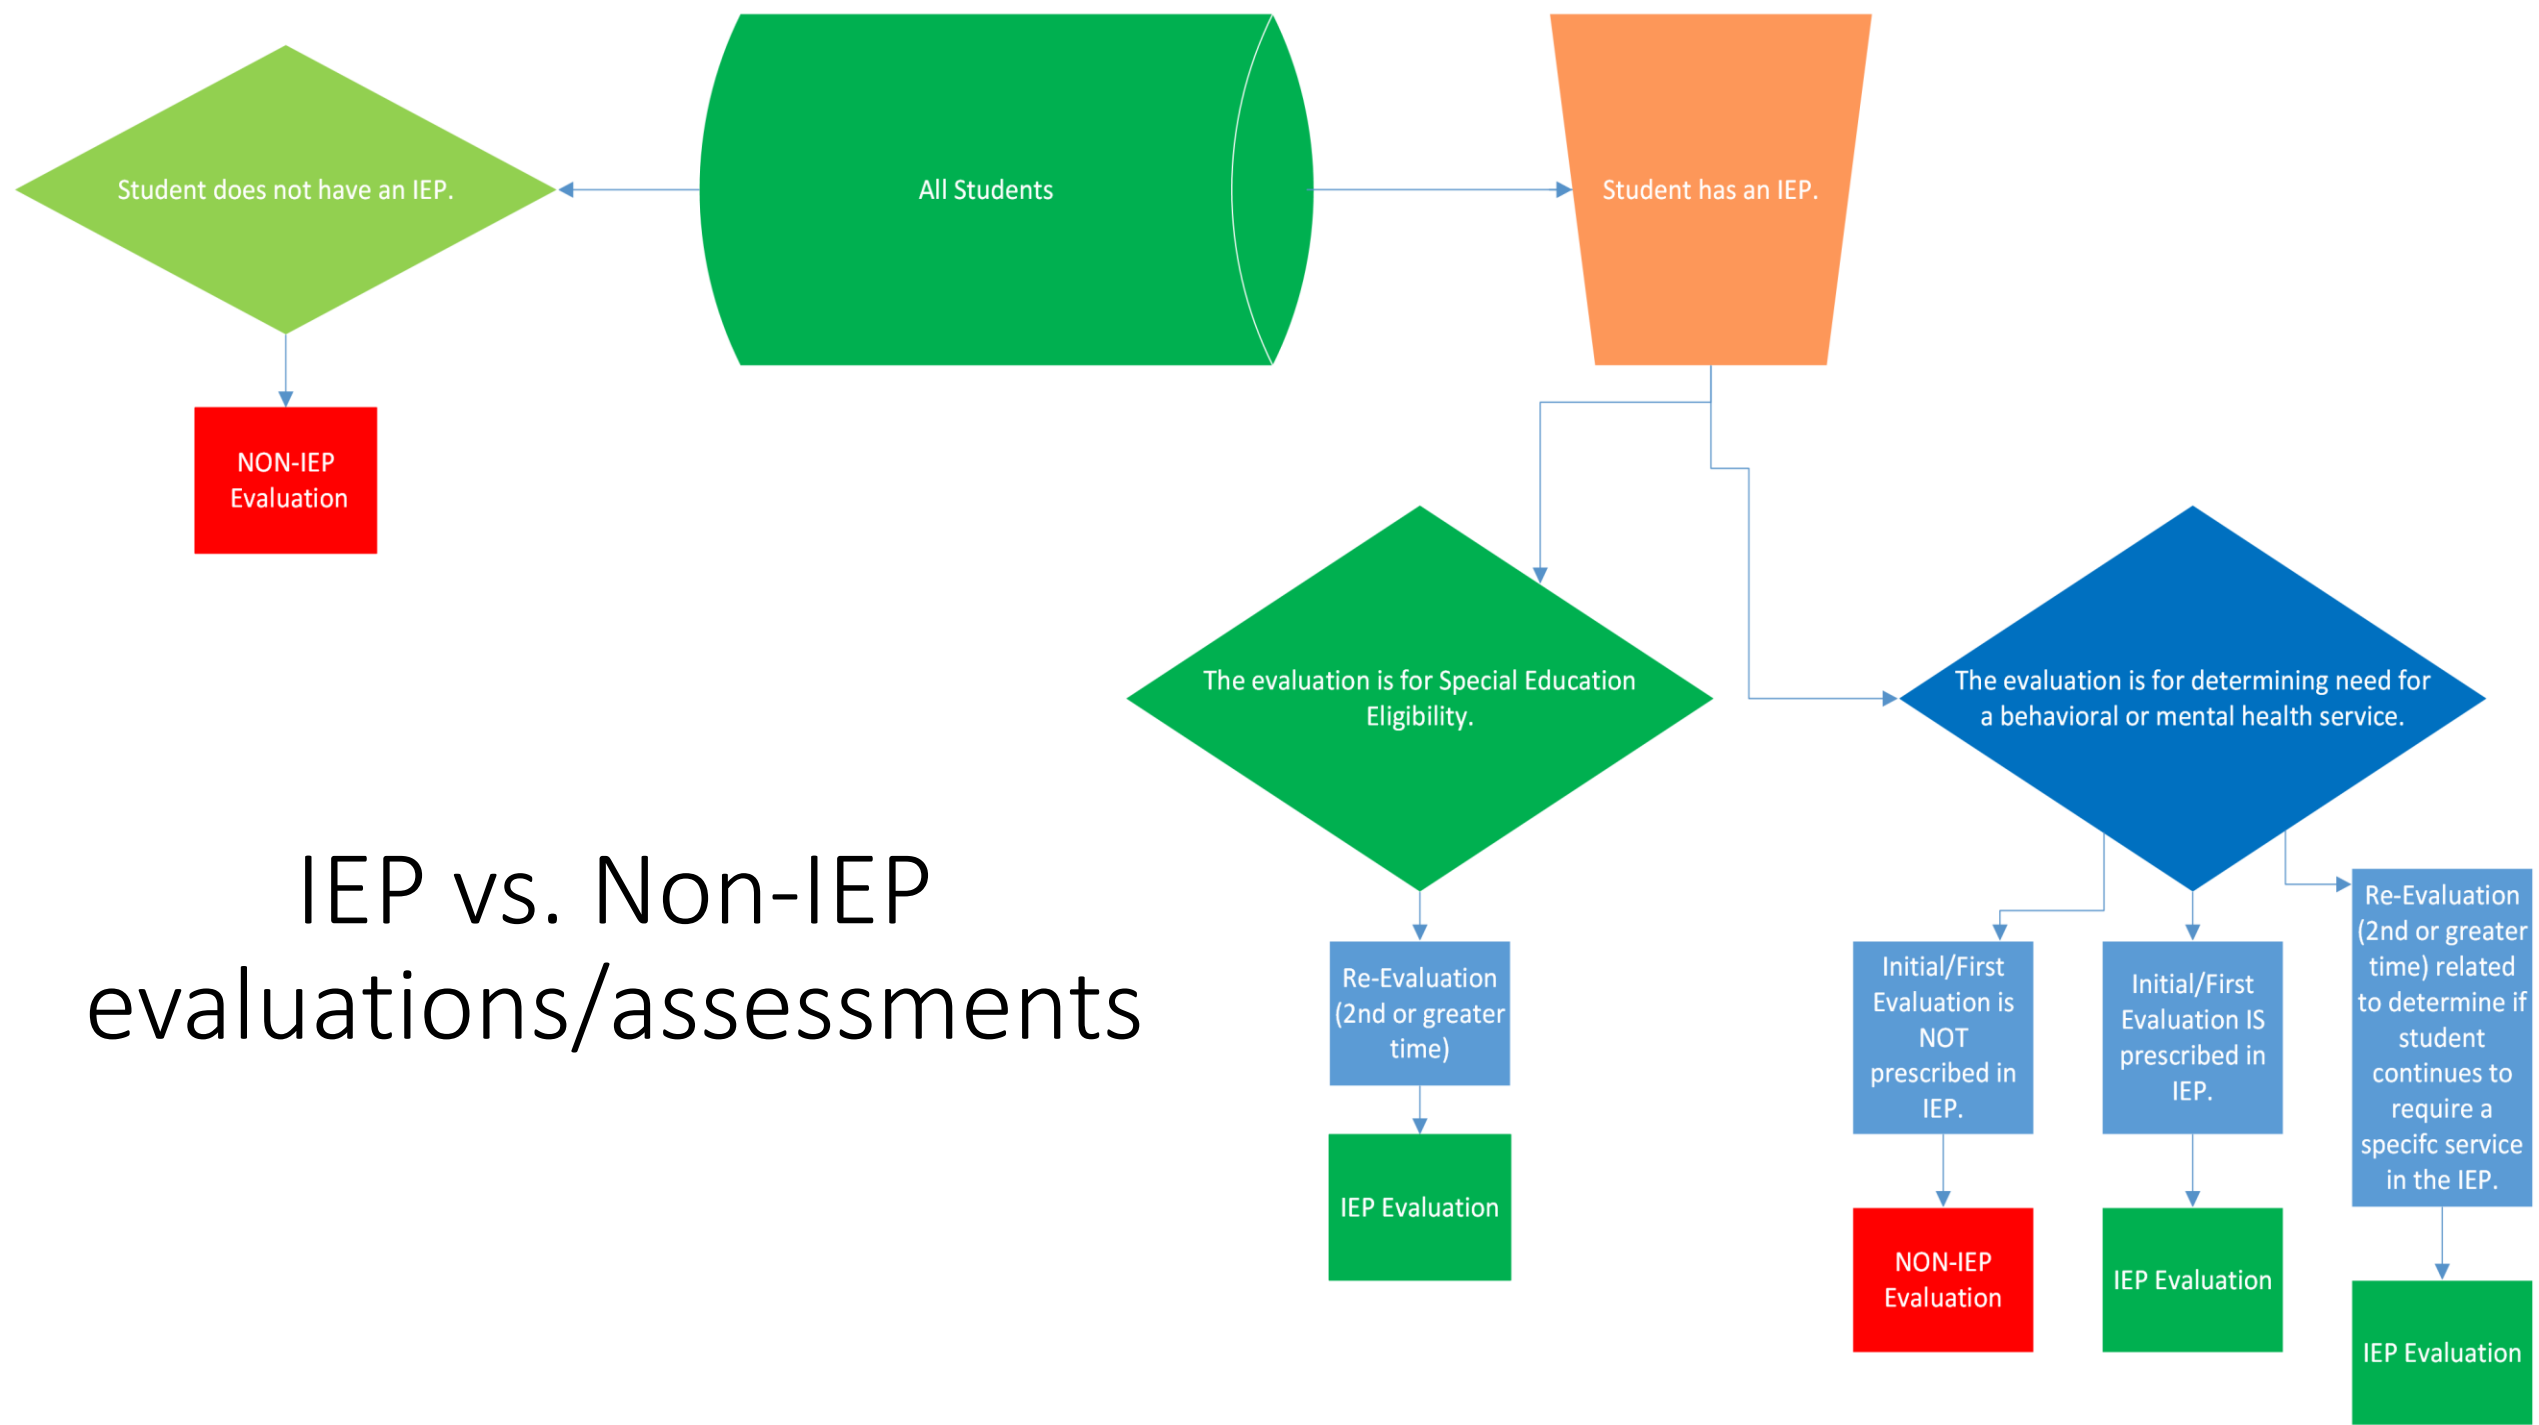 Student does not have an IEP.
All Students
Student has an IEP.
NON-IEP
Evaluation
The evaluation is for Special Education
Eligibility.
The evaluation is for determining need for
a behavioral or mental health service.
IEP vs. Non-IEP
evaluations/assessments
Re-Evaluation
(2nd or greater
time)
IEP Evaluation
Initial/First
Evaluation is
NOT
prescribed in
IEP.
NON-IEP
Evaluation
Initial/First
Evaluation IS
prescribed in
IEP.
IEP Evaluation
Re-Evaluation
(2nd or greater
time) related
to determine if
student
continues to
require a
specifc service
in the IEP.
IEP Evaluation